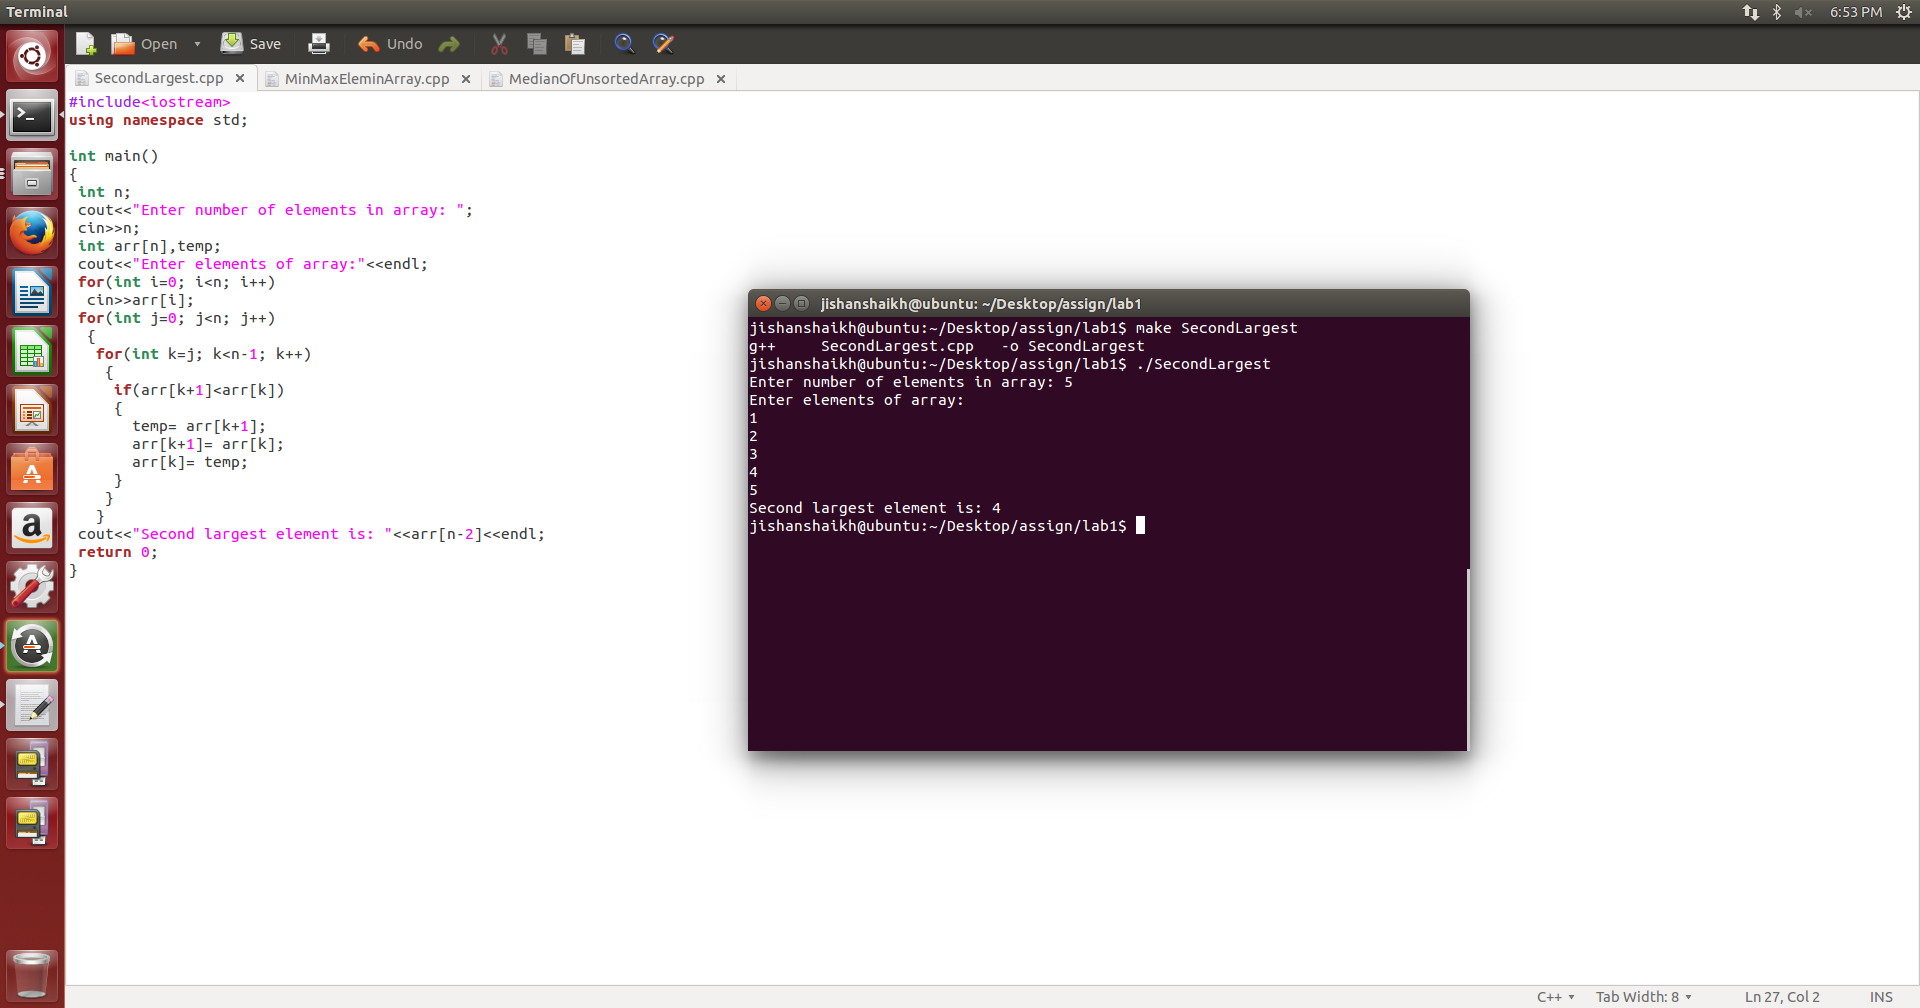 Terminal
6:53 PM
Open
Save
Undo
SecondLargest.cpp
MinMaxEleminArray.cpp
MedianOfUnsortedArray.cpp
#include<iostream>
using namespace std;
int main()
{
int n;
cout<<"Enter number of elements in array: ";
cin>>n;
int arr[n],temp;
cout<<"Enter elements of array:"<<endl;
for(int i=0; i<n; i++)
cin>>arr[i];
for(int j=0; j<n; j++)
{
for(int k=j; k<n-1; k++)
{
if(arr[k+1]<arr[k])
{
temp= arr[k+1];
arr[k+1]= arr[k];
arr[k]= temp;
}
}
}
cout<<"Second largest element is: "<<arr[n-2]<<endl;
return 0;
}
jishanshaikh@ubuntu: ~/Desktop/assign/lab1
jishanshaikh@ubuntu:~/Desktop/assign/lab1$ make SecondLargest
g++     SecondLargest.cpp   -o SecondLargest
jishanshaikh@ubuntu:~/Desktop/assign/lab1$ ./SecondLargest
Enter number of elements in array: 5
Enter elements of array:
1
2
3
4
5
Second largest element is: 4
jishanshaikh@ubuntu:~/Desktop/assign/lab1$
C++
Tab Width: 8
Ln 27, Col 2
INS